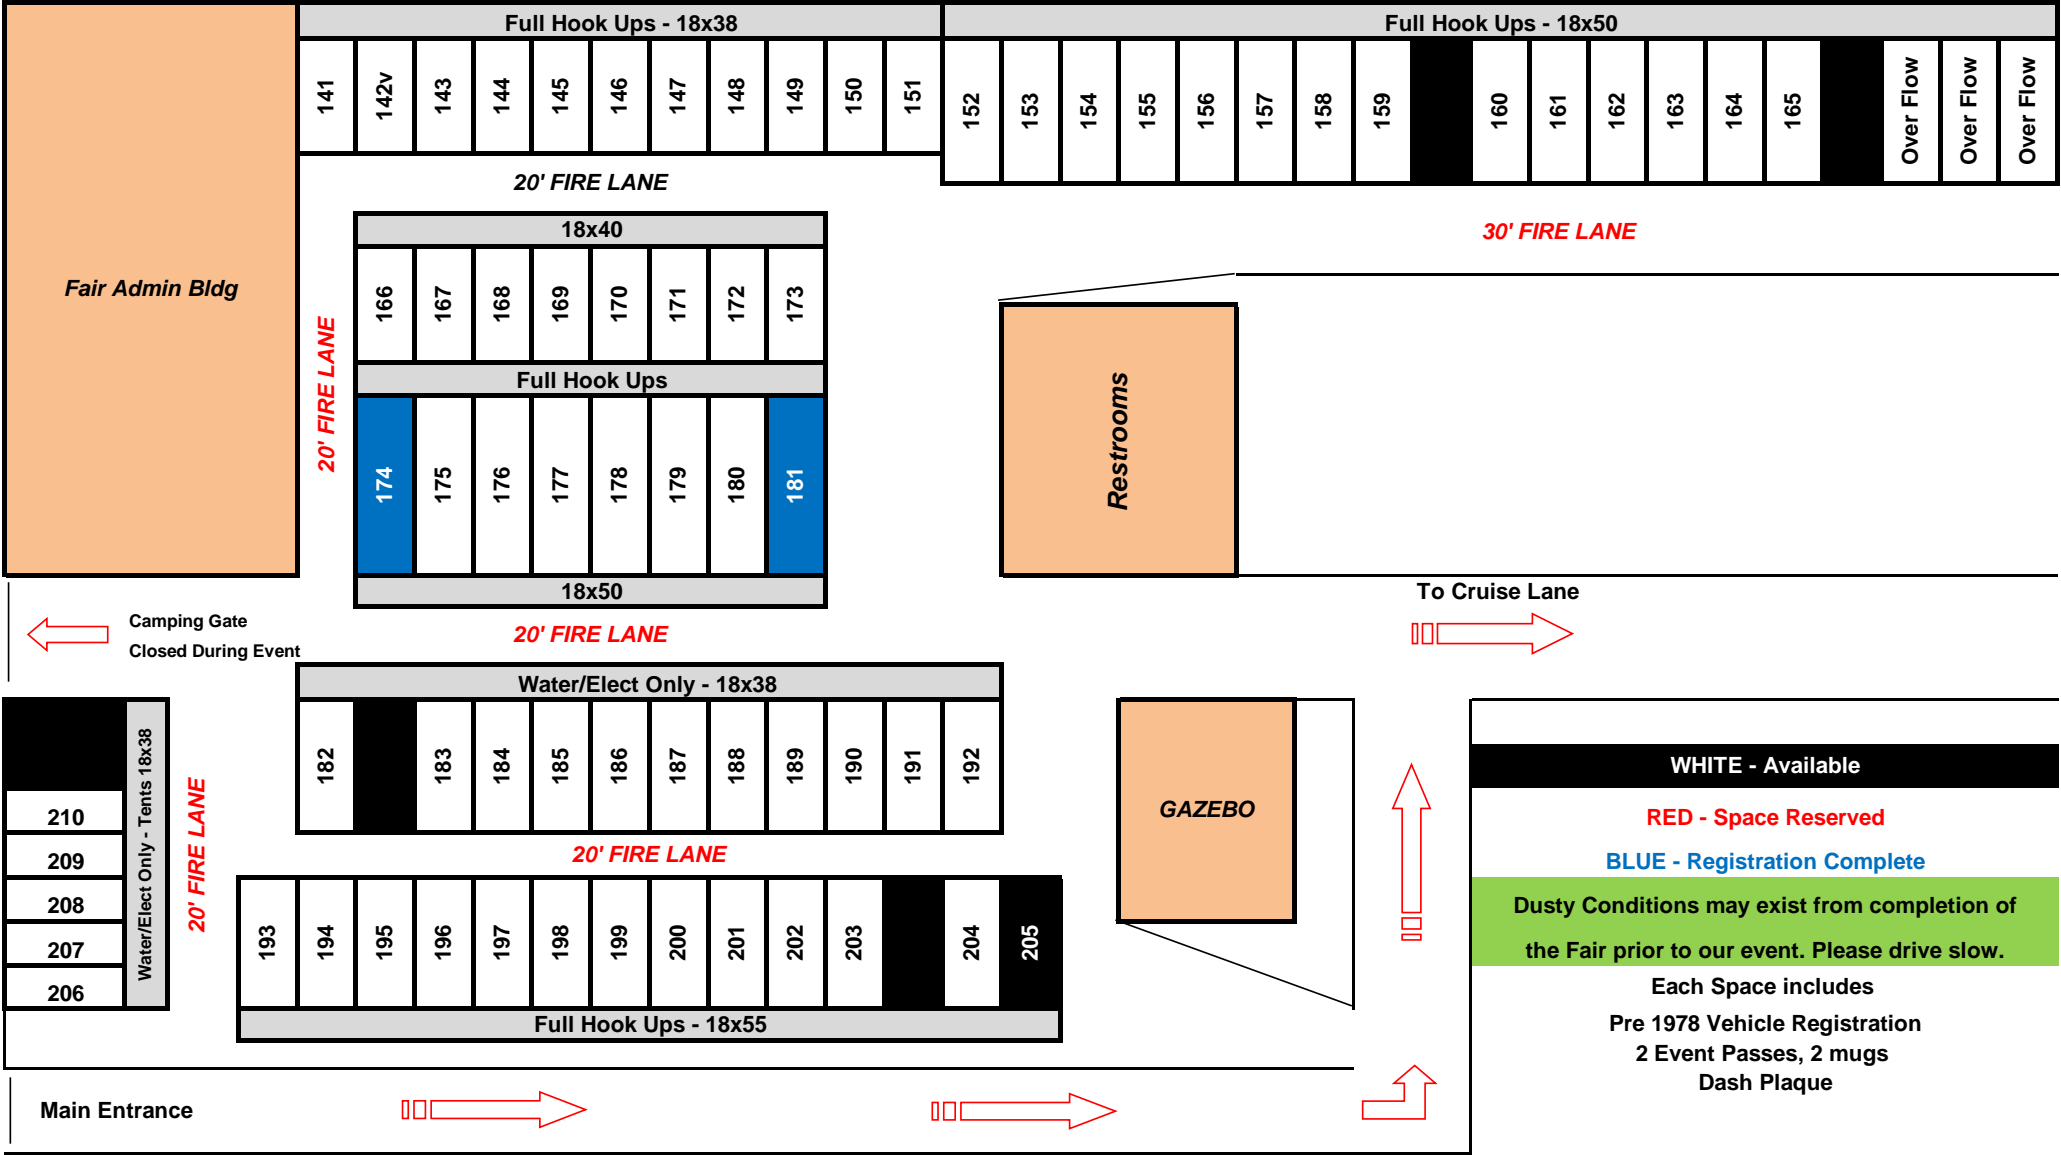 Full Hook Ups - 18x38
Full Hook Ups - 18x50
141
142v
143
144
145
146
147
148
149
150
151
152
153
154
155
156
157
158
159
160
161
162
163
164
165
Over Flow
Over Flow
Over Flow
20' FIRE LANE
30' FIRE LANE
Fair Admin Bldg
20' FIRE LANE
18x40
166
167
168
169
170
171
172
173
Full Hook Ups
174
175
176
177
178
179
180
181
18x50
Restrooms
To Cruise Lane
Camping Gate
Closed During Event
20' FIRE LANE
Water/Elect Only - 18x38
182
183
184
185
186
187
188
189
190
191
192
20' FIRE LANE
210
209
208
207
206
Water/Elect Only - Tents 18x38
20' FIRE LANE
193
194
195
196
197
198
199
200
201
202
203
204
205
Full Hook Ups - 18x55
GAZEBO
WHITE - Available
RED - Space Reserved
BLUE - Registration Complete
Dusty Conditions may exist from completion of
the Fair prior to our event. Please drive slow.
Each Space includes
Pre 1978 Vehicle Registration
2 Event Passes, 2 mugs
Dash Plaque
Main Entrance